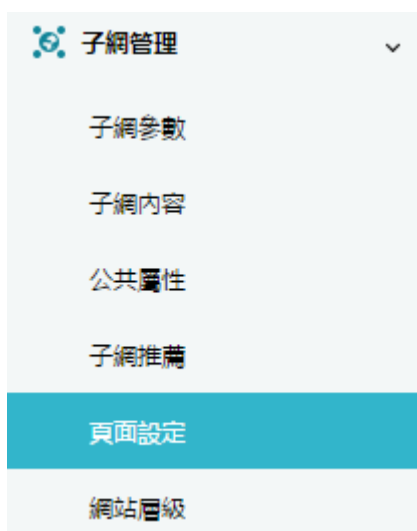 子網管理
子網參數
子網內容
公共屬性
子網推薦
頁面設定
網站層級